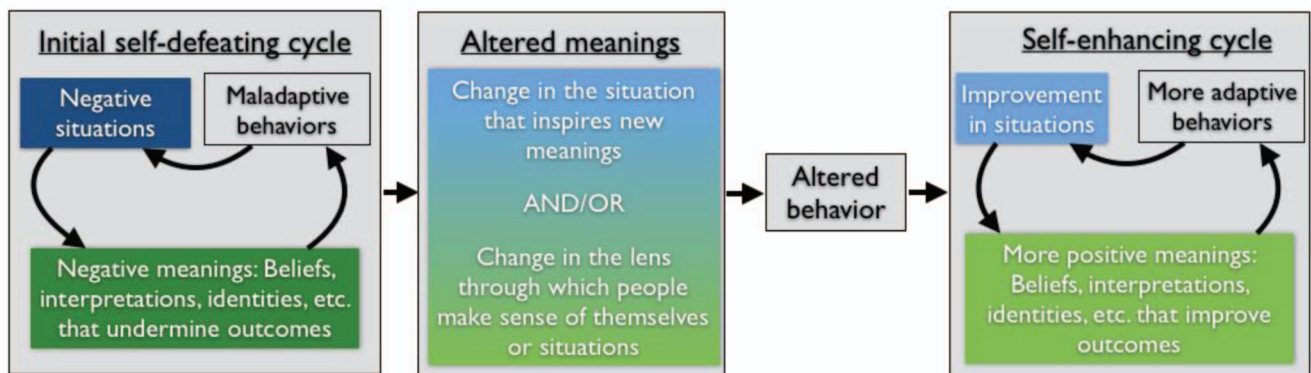 Initial self-defeating cycle
Negative
situations
Maladaptive
behaviors
Negative meanings: Beliefs,
interpretations, identities, etc.
that undermine outcomes
Altered meanings
Change in the situation
that inspires new
meanings
AND/OR
Change in the lens
through which people
make sense of themselves
or situations
Altered
behavior
Self-enhancing cycle
Improvement
in situations
More adaptive
behaviors
More positive meanings:
Beliefs, interpretations,
identities, etc. that improve
outcomes